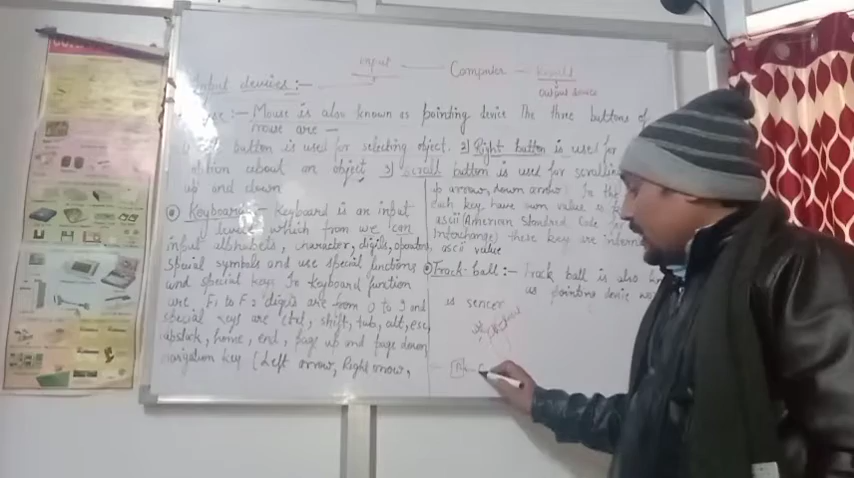 input Computer Result
output source
Input devices:-
:- Mouse is also known as pointing device The three buttons of
mouse are -
button is used for selecting object. 2) Right button is used for
option about an object 3) Scroll button is used for scrolling
up and down
Keyboard :- Keyboard is an input
device which from we can
input alphabets, character, digits, operators,
special symbols and use special functions
and special keys In keyboard function
are F1 to digits are from 0 to 9 and
special keys are ctrl, shift, tab, alt, esc,
home, end, page up and page down,
navigation key (Left arrow, Right arrow,
up arrow, down arrow. In the
each key have own value is
ascii (American Standard Code for
Interchange) these key are
ascii value
Track-ball :- Track ball is also
as pointing device
is sencer
A